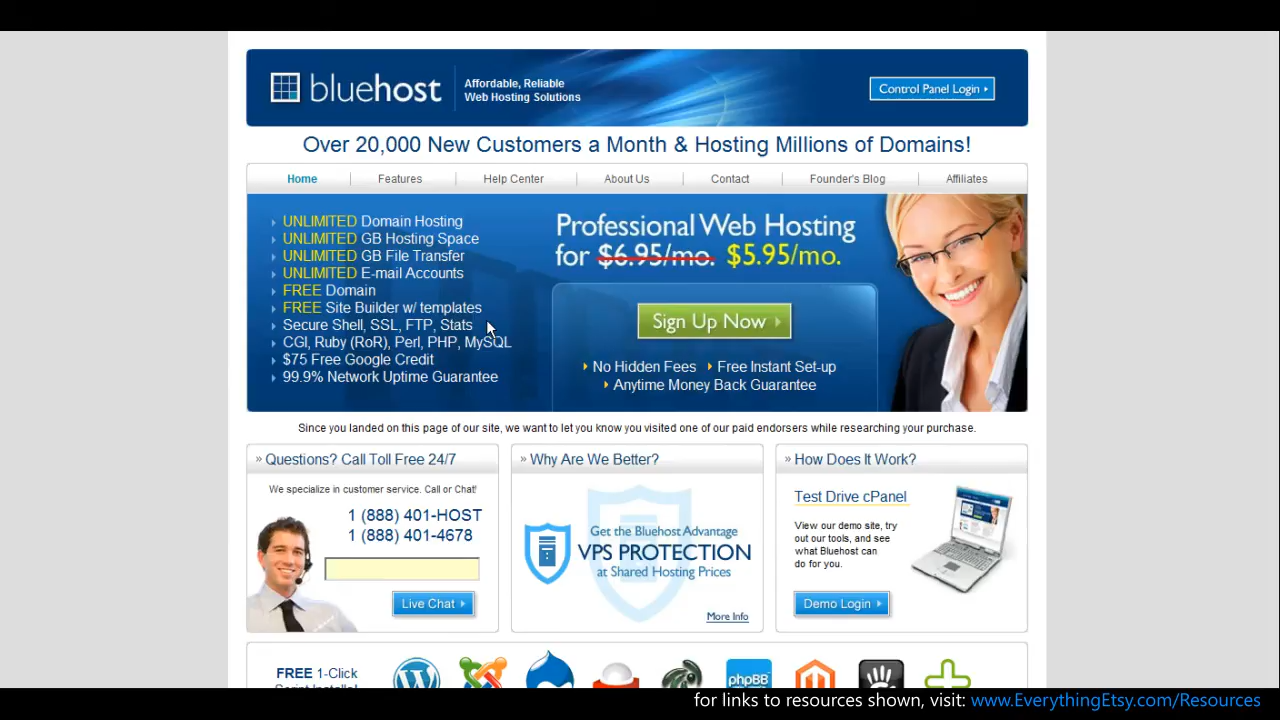 bluehost
Affordable, Reliable
Web Hosting Solutions
Control Panel Login
Over 20,000 New Customers a Month & Hosting Millions of Domains!
Home Features Help Center About Us Contact Founder's Blog Affiliates
UNLIMITED Domain Hosting
UNLIMITED GB Hosting Space
UNLIMITED GB File Transfer
UNLIMITED E-mail Accounts
FREE Domain
FREE Site Builder w/ templates
Secure Shell, SSL, FTP, Stats
CGI, Ruby (RoR), Perl, PHP, MySQL
$75 Free Google Credit
99.9% Network Uptime Guarantee
Professional Web Hosting
for $6.95/mo. $5.95/mo.
Sign Up Now
No Hidden Fees Free Instant Set-up
Anytime Money Back Guarantee
Since you landed on this page of our site, we want to let you know you visited one of our paid endorsers while researching your purchase.
» Questions? Call Toll Free 24/7
We specialize in customer service. Call or Chat!
1 (888) 401-HOST
1 (888) 401-4678
Live Chat
» Why Are We Better?
Get the Bluehost Advantage
VPS PROTECTION
at Shared Hosting Prices
More Info
» How Does It Work?
Test Drive cPanel
View our demo site, try
out our tools, and see
what Bluehost can
do for you.
Demo Login
FREE 1-Click
Script Installs!
phpBB
for links to resources shown, visit: www.EverythingEtsy.com/Resources